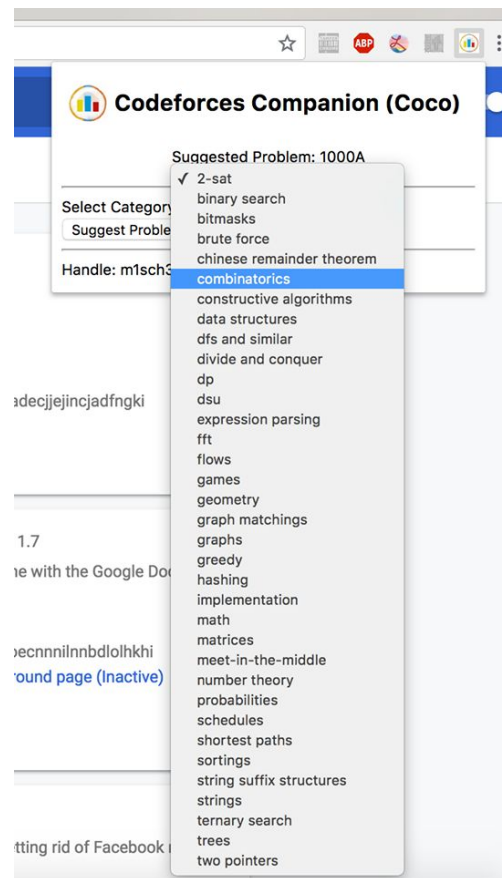 ABP
Codeforces Companion (Coco)
Suggested Problem: 1000A
✓ 2-sat
binary search
Select Category
bitmasks
Suggest Proble
brute force
chinese remainder theorem
Handle: m1sch3
combinatorics
constructive algorithms
data structures
dfs and similar
divide and conquer
dp
adecjjejincjadfngki
dsu
expression parsing
fft
flows
games
geometry
graph matchings
1.7
graphs
greedy
ne with the Google Do
hashing
implementation
math
matrices
oecnnnilnnbdlolhkhi
meet-in-the-middle
round page (Inactive)
number theory
probabilities
schedules
shortest paths
sortings
string suffix structures
strings
ternary search
trees
etting rid of Facebook
two pointers